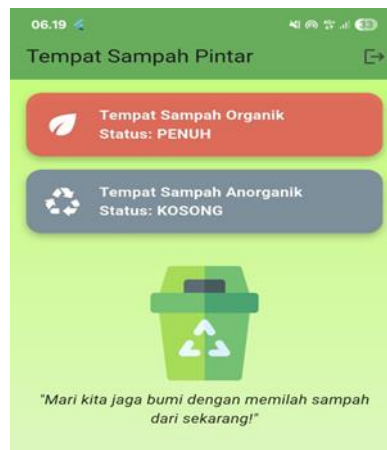 06.19
33
Tempat Sampah Pintar
Tempat Sampah Organik
Status: PENUH
Tempat Sampah Anorganik
Status: KOSONG
"Mari kita jaga bumi dengan memilah sampah
dari sekarang!"